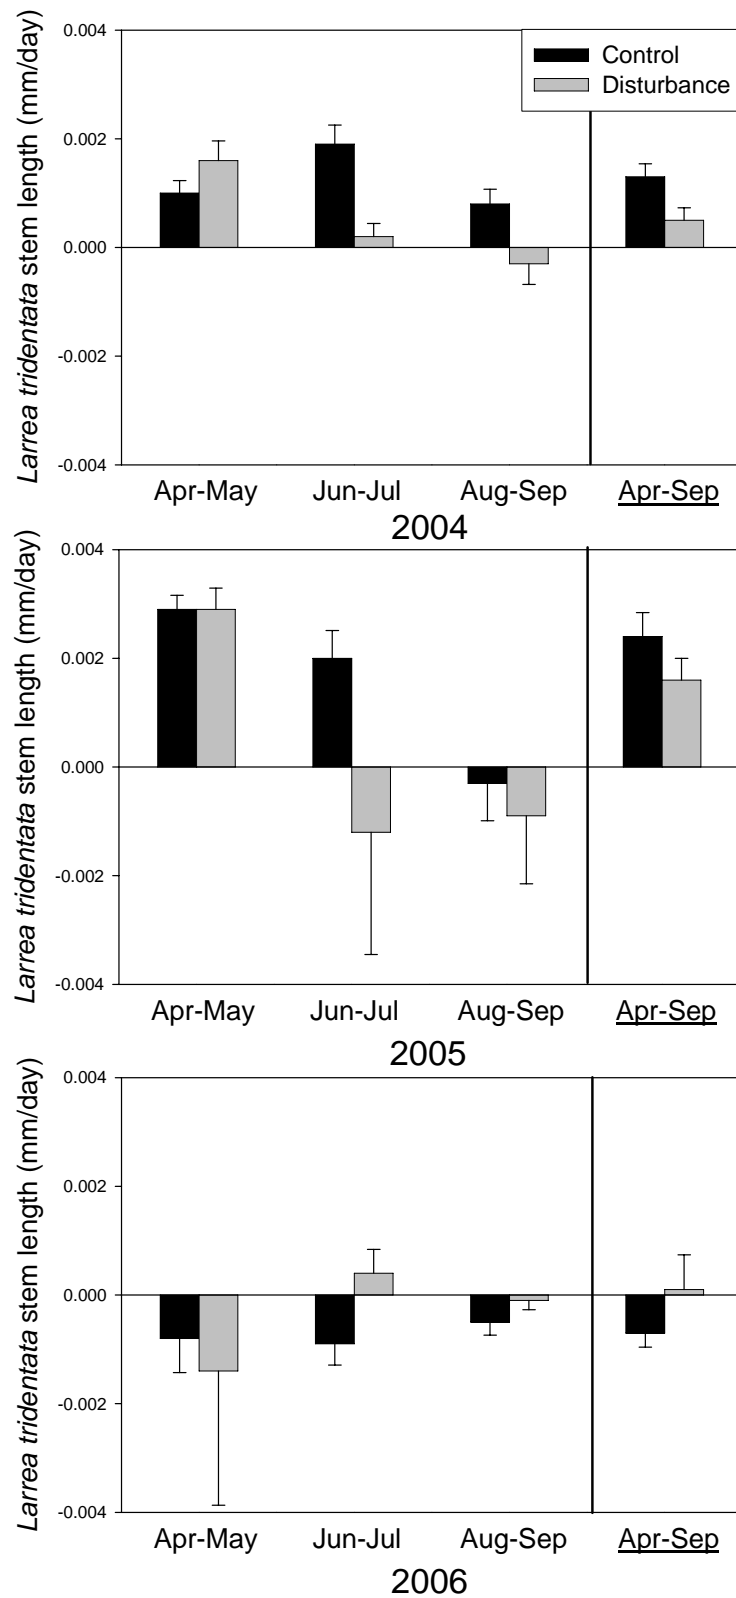 Larrea tridentata stem length (mm/day)
0.004
0.002
0.000
-0.002
-0.004
Control
Disturbance
Apr-May Jun-Jul Aug-Sep Apr-Sep
2004
Larrea tridentata stem length (mm/day)
0.004
0.002
0.000
-0.002
-0.004
Apr-May Jun-Jul Aug-Sep Apr-Sep
2005
Larrea tridentata stem length (mm/day)
0.004
0.002
0.000
-0.002
-0.004
Apr-May Jun-Jul Aug-Sep Apr-Sep
2006